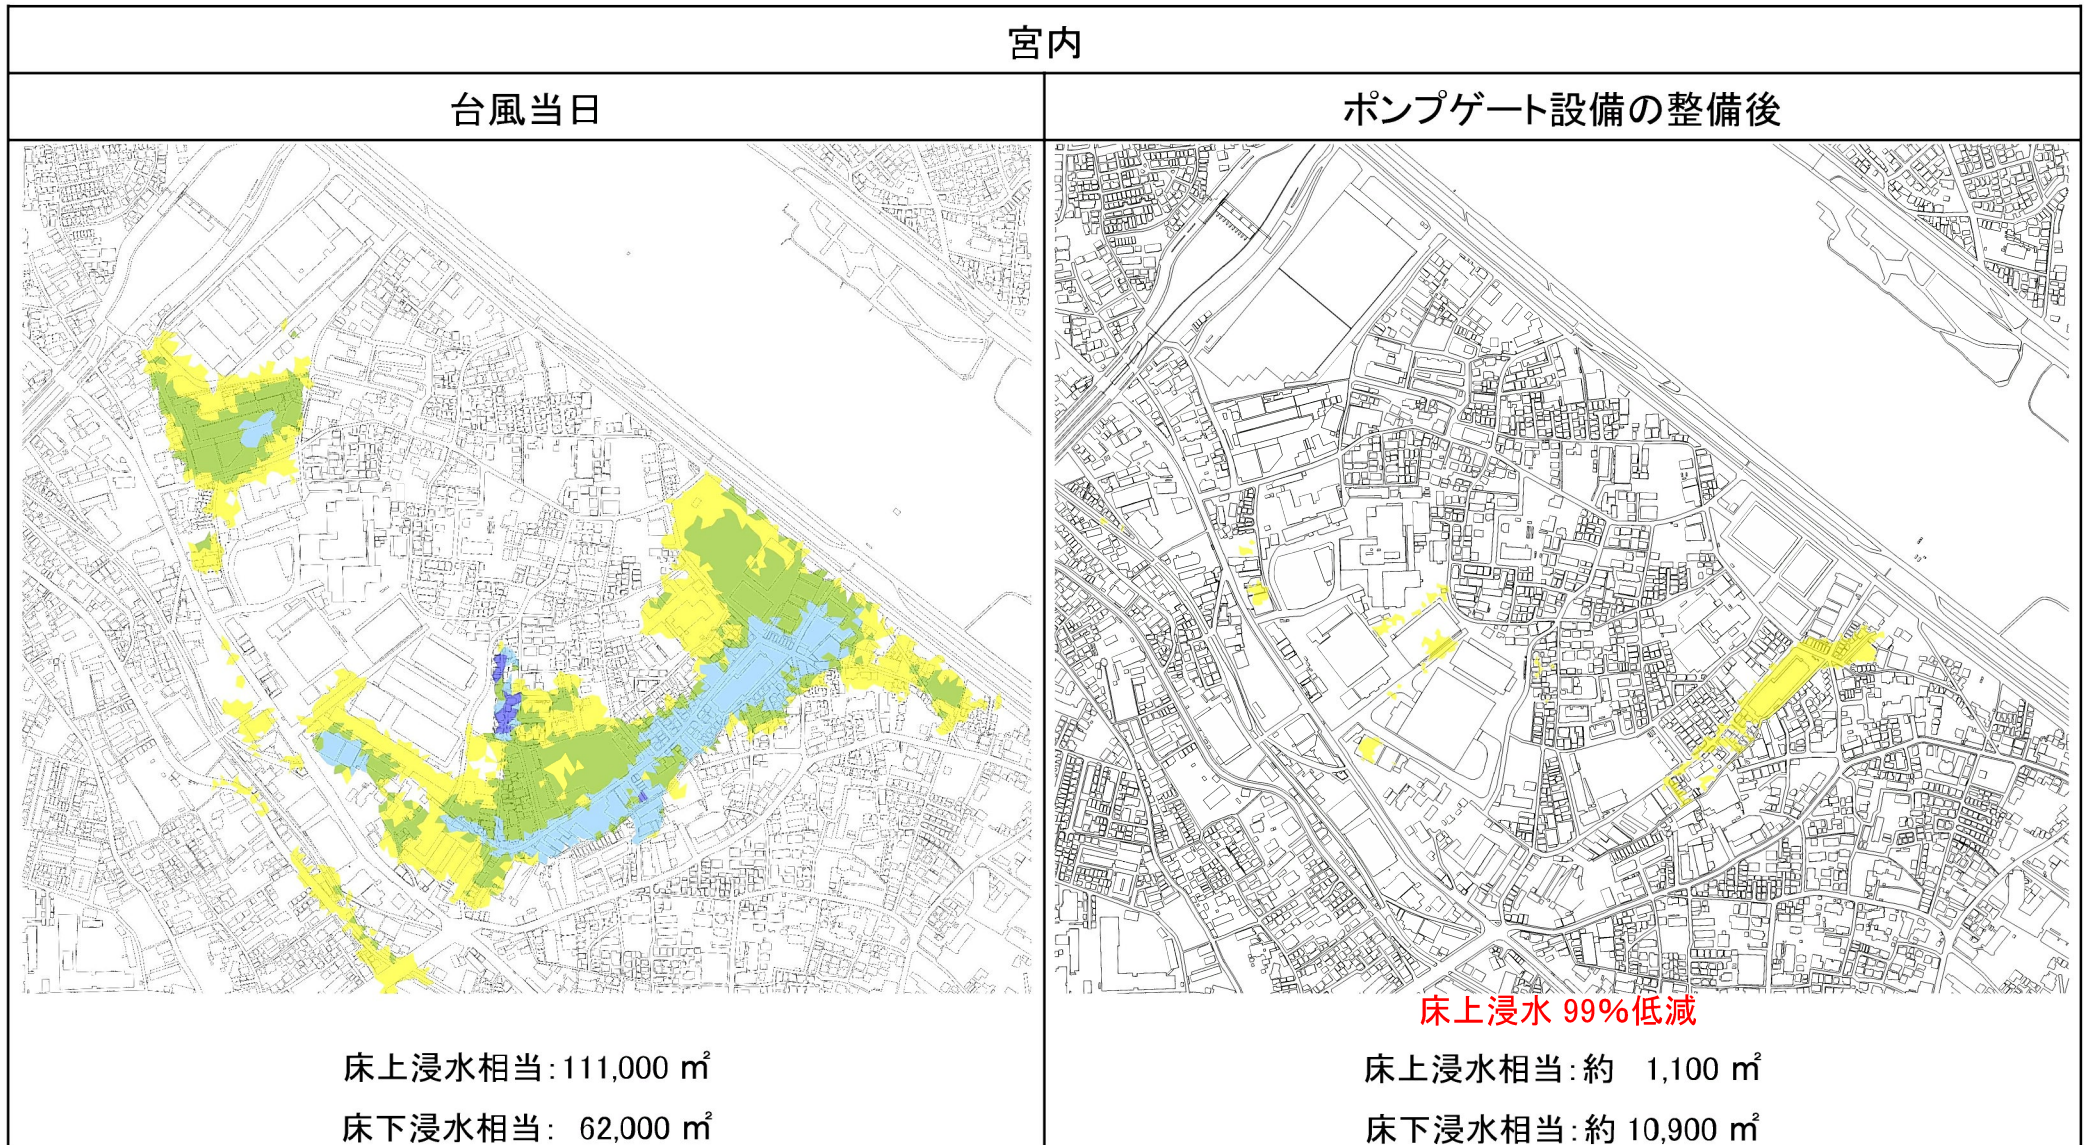 宮内
台風当日
ポンプゲート設備の整備後
床上浸水 99%低減
床上浸水相当:111,000 ㎡
床下浸水相当: 62,000 ㎡
床上浸水相当:約 1,100 ㎡
床下浸水相当:約 10,900 ㎡